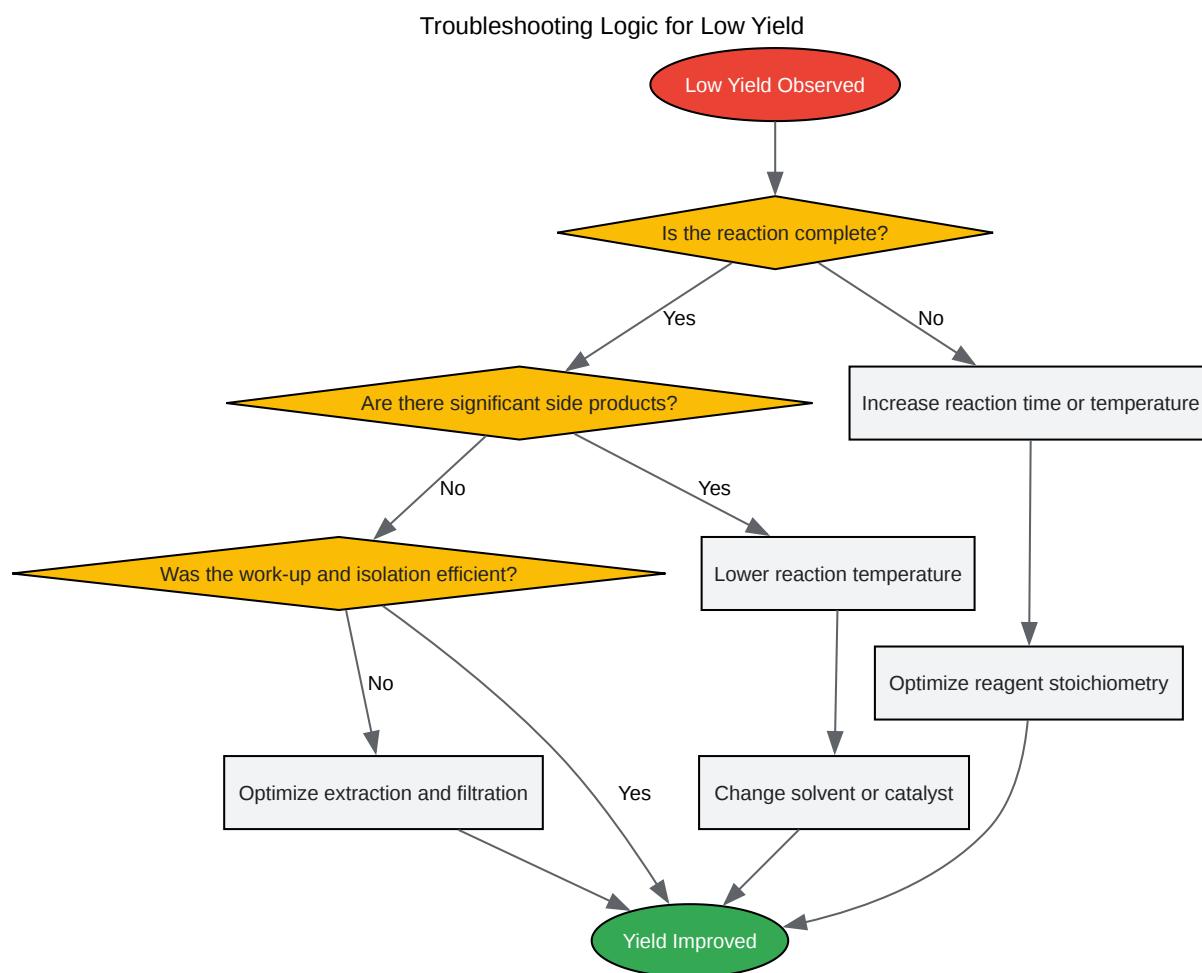 Troubleshooting Logic for Low Yield
Low Yield Observed
Is the reaction complete?
Yes
No
Are there significant side products?
Increase reaction time or temperature
No
Yes
Was the work-up and isolation efficient?
Lower reaction temperature
Optimize reagent stoichiometry
No
Optimize extraction and filtration
Yes
Change solvent or catalyst
Yield Improved